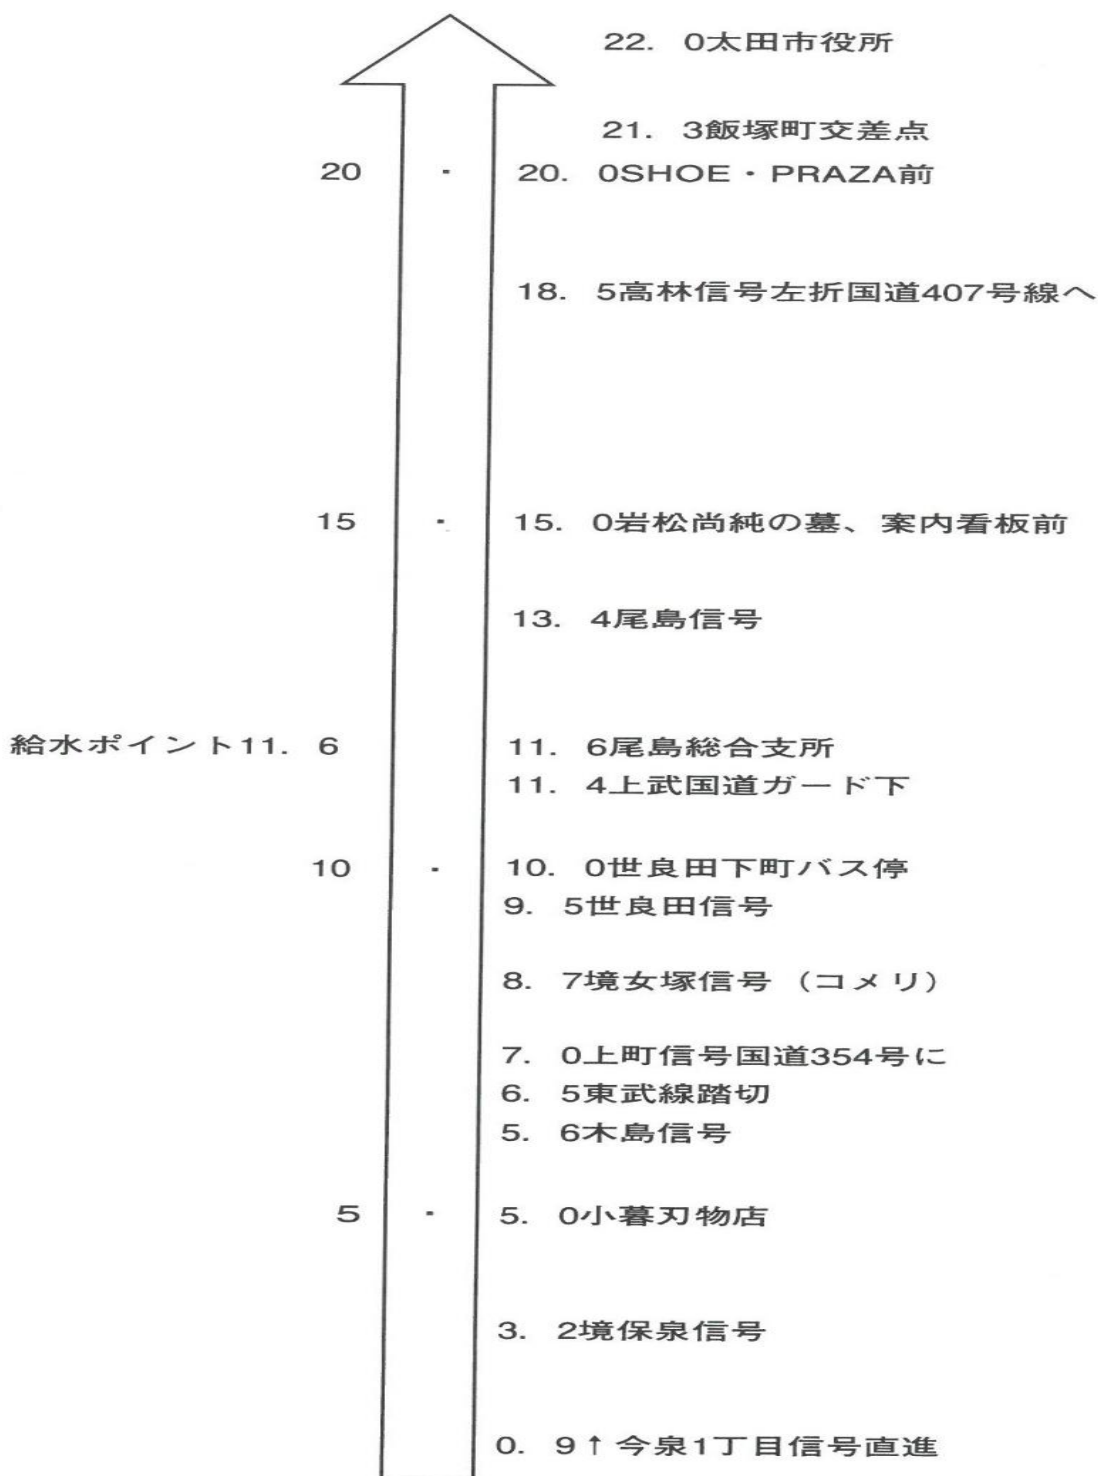 22. 0太田市役所
21. 3飯塚町交差点
20 ・ 20. 0SHOE・PRAZA前
18. 5高林信号左折国道407号線へ
15 ・ 15. 0岩松尚純の墓、案内看板前
13. 4尾島信号
給水ポイント11. 6 11. 6尾島総合支所
11. 4上武国道ガード下
10 ・ 10. 0世良田下町バス停
9. 5世良田信号
8. 7境女塚信号（コメリ）
7. 0上町信号国道354号に
6. 5東武線踏切
5. 6木島信号
5 ・ 5. 0小暮刃物店
3. 2境保泉信号
0. 9↑今泉1丁目信号直進